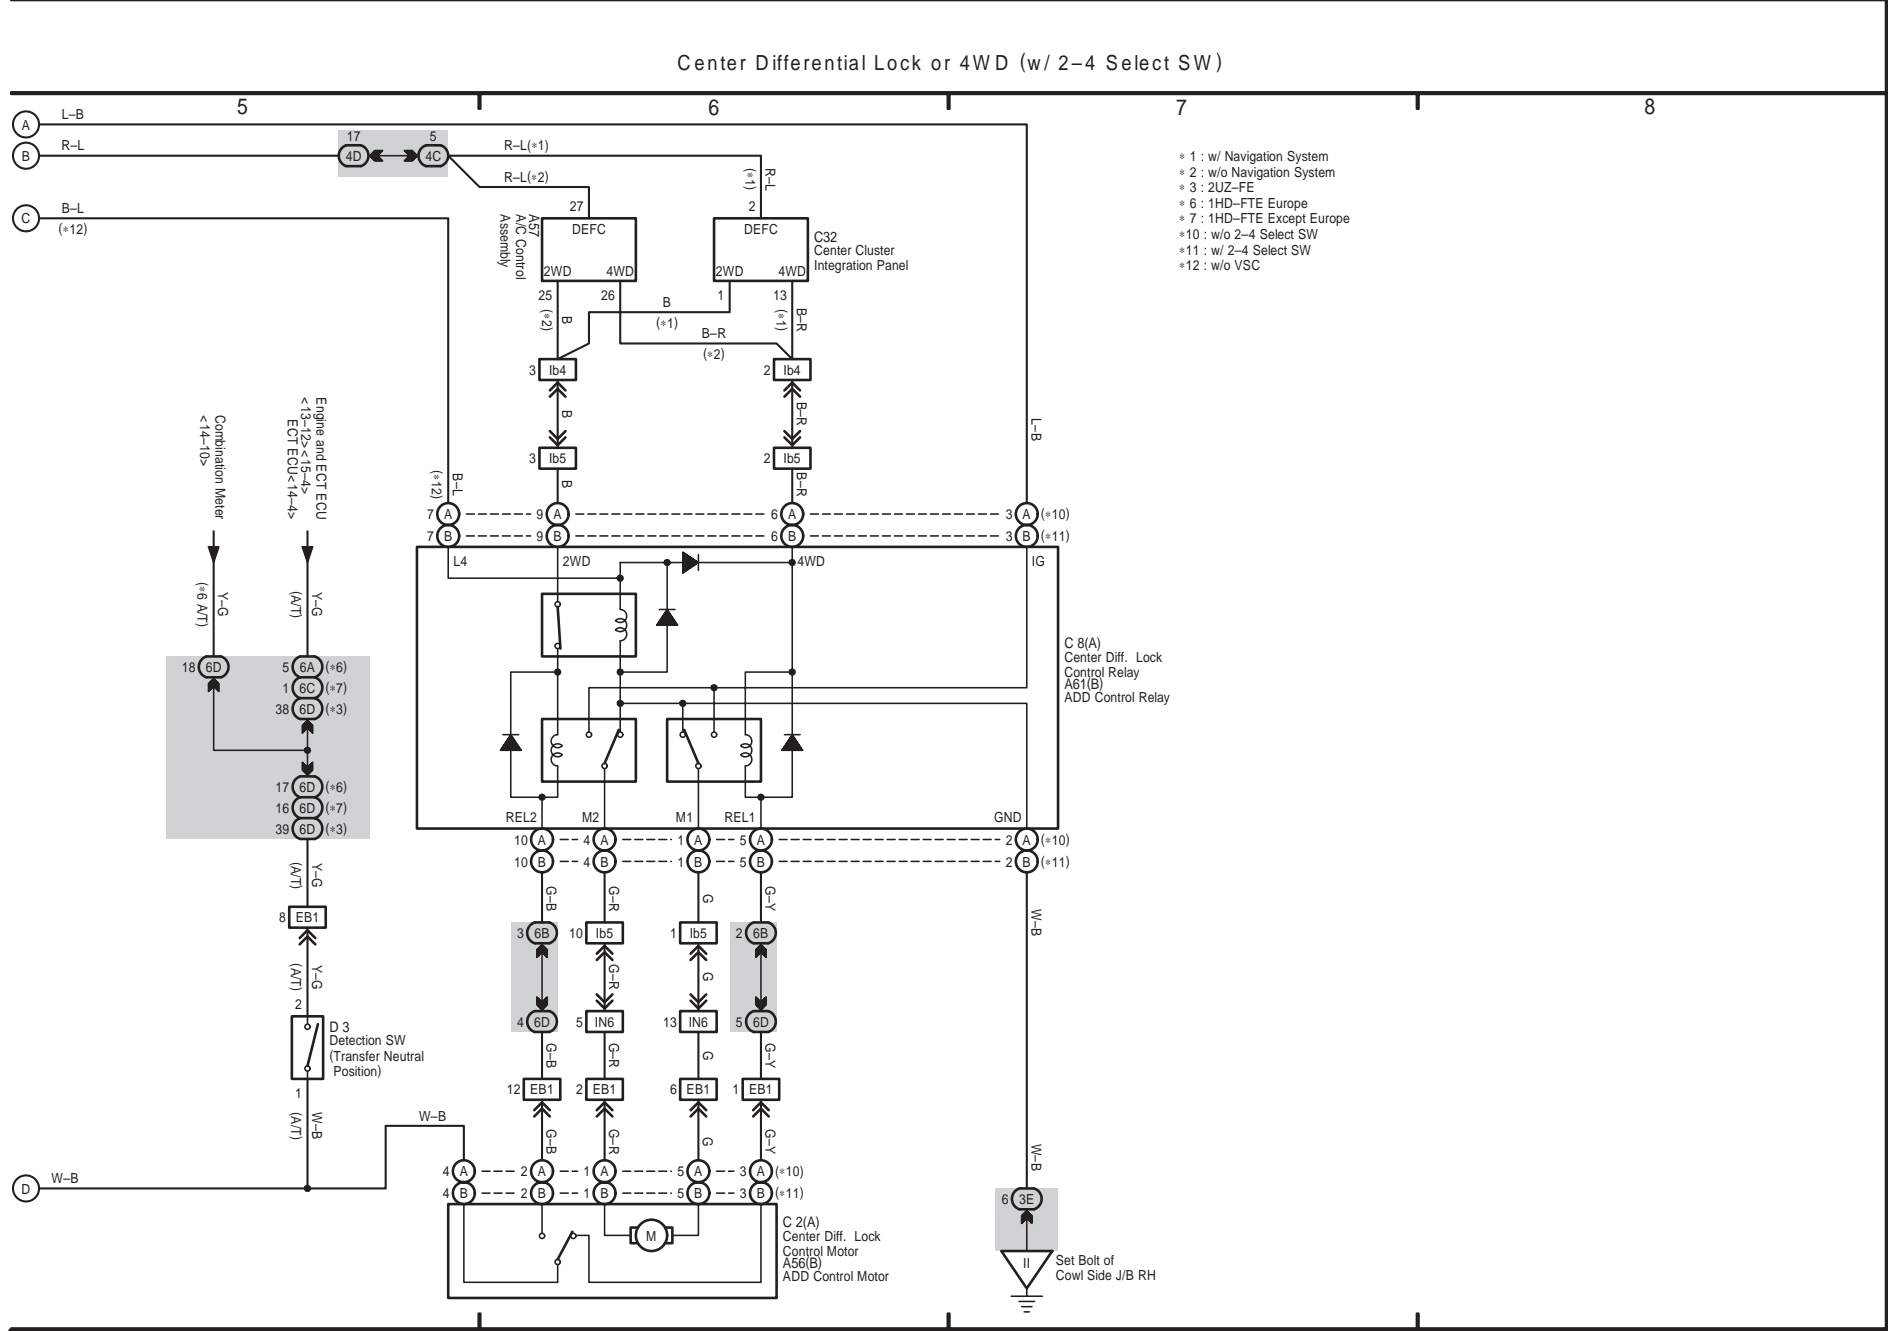 Center Differential Lock or 4WD (w/ 2–4 Select SW)
5
6
7
8
A
L–B
B
R–L
17
4D
5
4C
R–L(∗1)
R–L(∗2)
R–L
(∗1)
C
B–L
(∗12)
27
DEFC
2WD
4WD
A57
A/C Control
Assembly
2
DEFC
2WD
4WD
C32
Center Cluster
Integration Panel
∗ 1 : w/ Navigation System
∗ 2 : w/o Navigation System
∗ 3 : 2UZ–FE
∗ 6 : 1HD–FTE Europe
∗ 7 : 1HD–FTE Except Europe
∗10 : w/o 2–4 Select SW
∗11 : w/ 2–4 Select SW
∗12 : w/o VSC
25
(∗2)
B
26
B
(∗1)
1
13
(∗1)
B–R
B–R
(∗2)
3 Ib4
2 Ib4
B
B–R
L–B
3 Ib5
2 Ib5
B
B–R
Combination Meter
<14–10>
Engine and ECT ECU
<13–12><15–4>
ECT ECU<14–4>
(∗12)
B–L
7 A
9 A
6 A
3 A (∗10)
7 B
9 B
6 B
3 B (∗11)
L4
2WD
4WD
IG
(∗6 A/T)
Y–G
(A/T)
Y–G
18 6D
5 6A (∗6)
1 6C (∗7)
38 6D (∗3)
17 6D (∗6)
16 6D (∗7)
39 6D (∗3)
C 8(A)
Center Diff. Lock
Control Relay
A61(B)
ADD Control Relay
REL2
M2
M1
REL1
GND
10 A
4 A
1 A
5 A
2 A (∗10)
10 B
4 B
1 B
5 B
2 B (∗11)
(A/T)
Y–G
G–B
G–R
G
G–Y
W–B
8 EB1
3 6B
10 Ib5
1 Ib5
2 6B
(A/T)
Y–G
G–R
G
2
4 6D
5 IN6
13 IN6
5 6D
D 3
Detection SW
(Transfer Neutral
Position)
G–B
G–R
G
G–Y
1
12 EB1
2 EB1
6 EB1
1 EB1
(A/T)
W–B
W–B
G–B
G–R
G
G–Y
W–B
D
W–B
4 A
2 A
1 A
5 A
3 A (∗10)
4 B
2 B
1 B
5 B
3 B (∗11)
M
C 2(A)
Center Diff. Lock
Control Motor
A56(B)
ADD Control Motor
6 3E
II
Set Bolt of
Cowl Side J/B RH